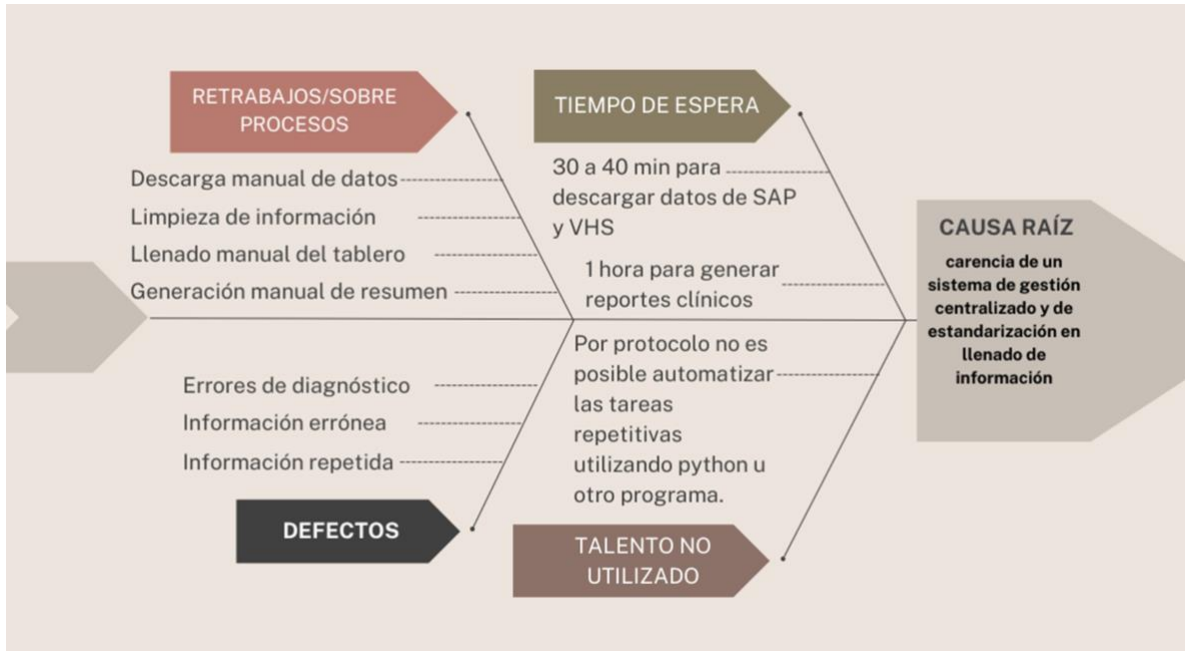 RETRABAJOS/SOBRE
PROCESOS
Descarga manual de datos
Limpieza de información
Llenado manual del tablero
Generación manual de resumen
TIEMPO DE ESPERA
30 a 40 min para
descargar datos de SAP
y VHS
1 hora para generar
reportes clínicos
CAUSA RAÍZ
carencia de un
sistema de gestión
centralizado y de
estandarización en
llenado de
información
Errores de diagnóstico
Información errónea
Información repetida
DEFECTOS
Por protocolo no es
posible automatizar
las tareas
repetitivas
utilizando python u
otro programa.
TALENTO NO
UTILIZADO